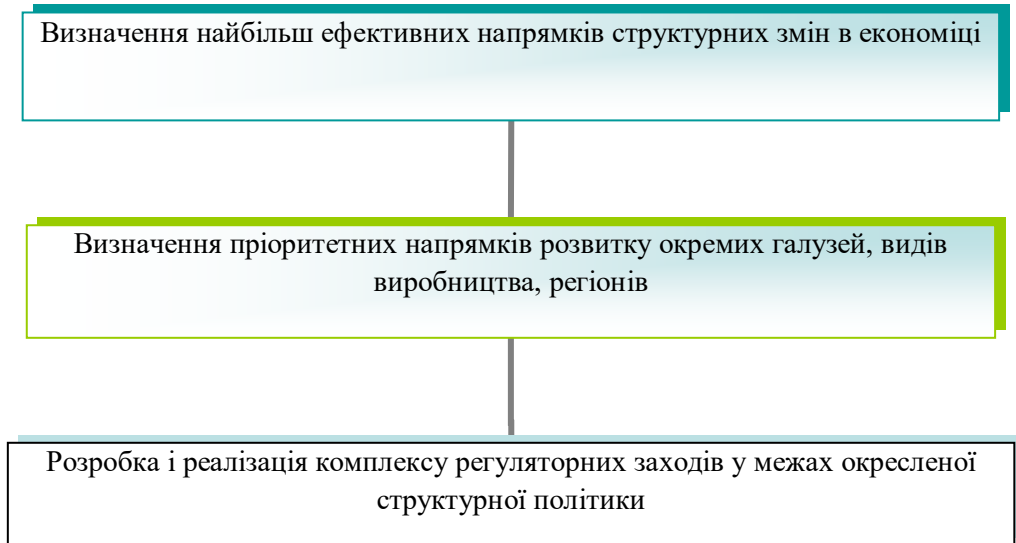 Визначення найбільш ефективних напрямків структурних змін в економіці
Визначення пріоритетних напрямків розвитку окремих галузей, видів
виробництва, регіонів
Розробка і реалізація комплексу регуляторних заходів у межах окресленої
структурної політики